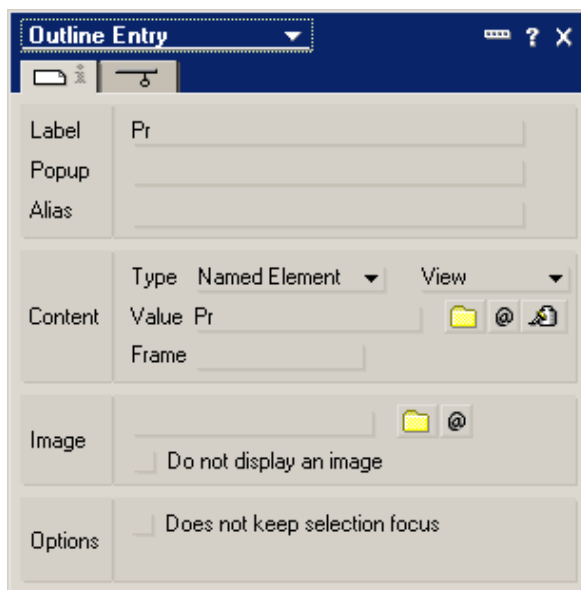 Outline Entry ?
Label Pr
Popup
Alias
Type Named Element View
Content Value Pr @
Frame
Image @
Do not display an image
Does not keep selection focus
Options